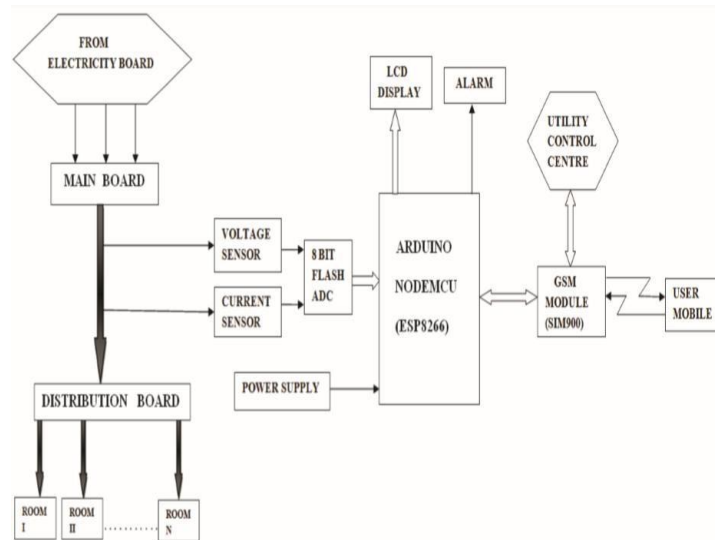 FROM
ELECTRICITY BOARD
MAIN BOARD
VOLTAGE
SENSOR
CURRENT
SENSOR
8 BIT
FLASH
ADC
LCD
DISPLAY
ALARM
ARDUINO
NODEMCU
(ESP8266)
UTILITY
CONTROL
CENTRE
GSM
MODULE
(SIM900)
USER
MOBILE
POWER SUPPLY
DISTRIBUTION BOARD
ROOM
I
ROOM
II
ROOM
N